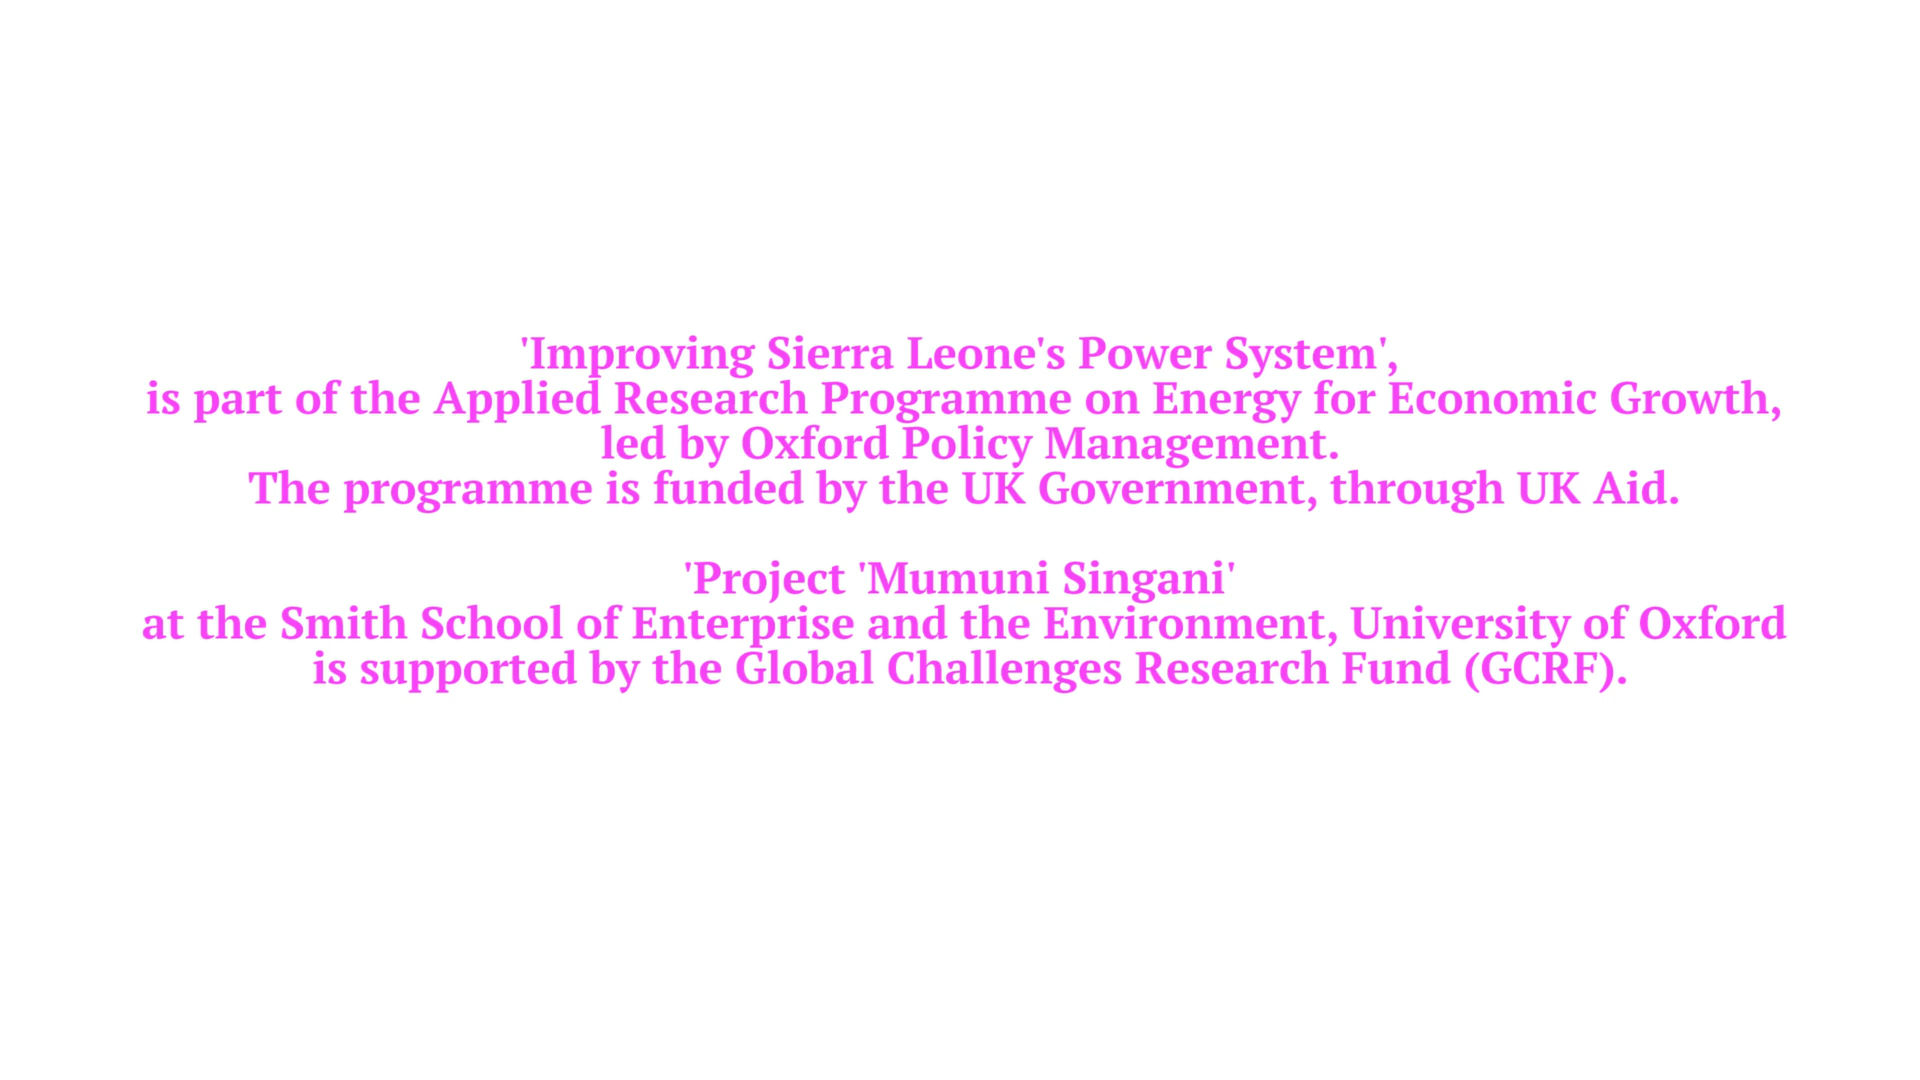 'Improving Sierra Leone's Power System',
is part of the Applied Research Programme on Energy for Economic Growth,
led by Oxford Policy Management.
The programme is funded by the UK Government, through UK Aid.
'Project 'Mumuni Singani'
at the Smith School of Enterprise and the Environment, University of Oxford
is supported by the Global Challenges Research Fund (GCRF).